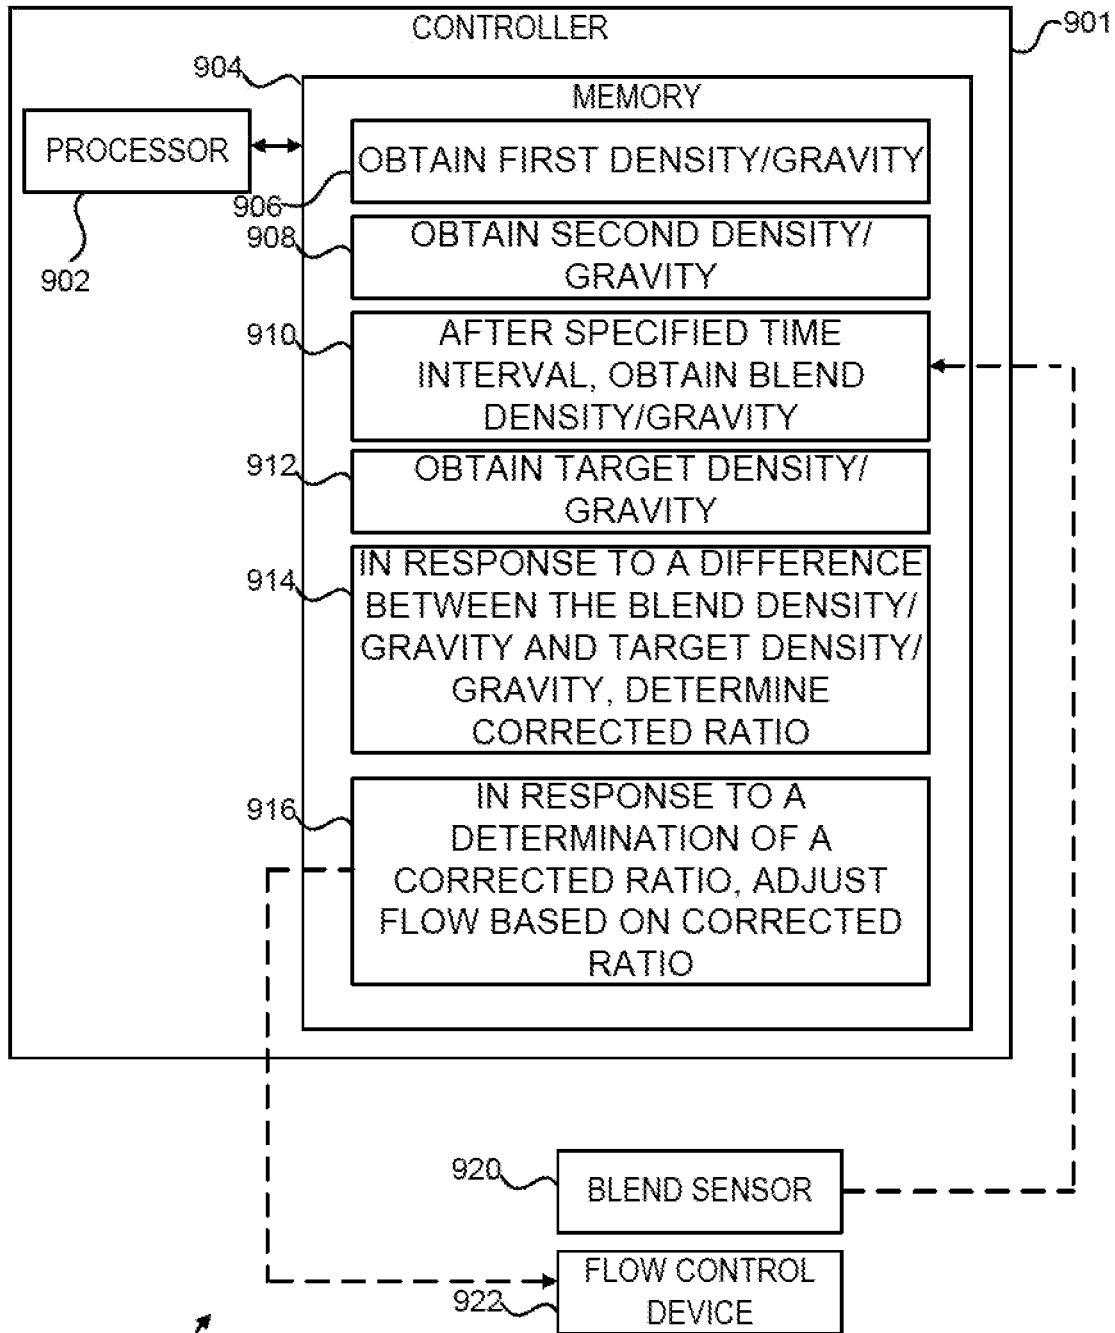 CONTROLLER
901
904
MEMORY
PROCESSOR
902
OBTAIN FIRST DENSITY/GRAVITY
906
908
OBTAIN SECOND DENSITY/
GRAVITY
910
AFTER SPECIFIED TIME
INTERVAL, OBTAIN BLEND
DENSITY/GRAVITY
912
OBTAIN TARGET DENSITY/
GRAVITY
914
IN RESPONSE TO A DIFFERENCE
BETWEEN THE BLEND DENSITY/
GRAVITY AND TARGET DENSITY/
GRAVITY, DETERMINE
CORRECTED RATIO
916
IN RESPONSE TO A
DETERMINATION OF A
CORRECTED RATIO, ADJUST
FLOW BASED ON CORRECTED
RATIO
920
BLEND SENSOR
922
FLOW CONTROL
DEVICE